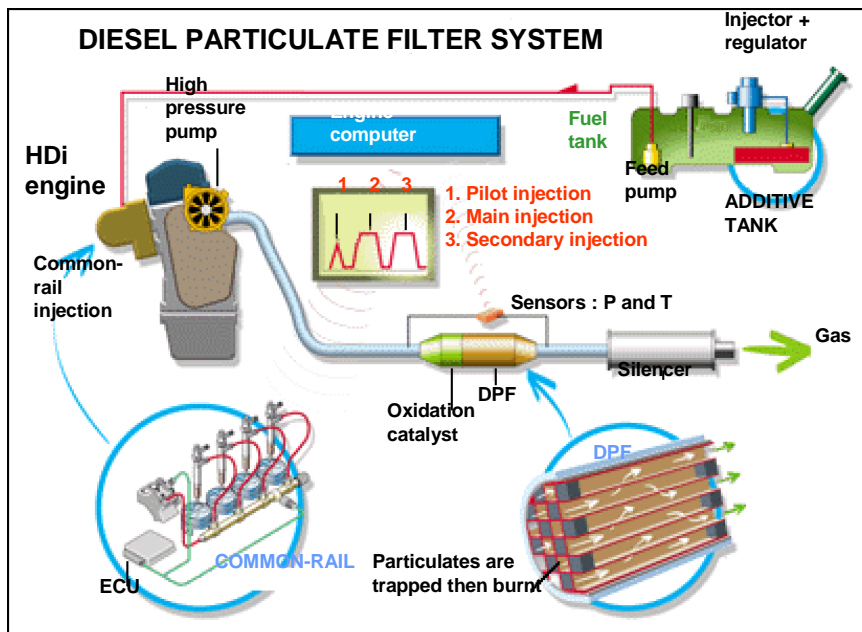 DIESEL PARTICULATE FILTER SYSTEM
Injector +
regulator
High
pressure
pump
Engine
computer
Fuel
tank
HDi
engine
Feed
pump
ADDITIVE
TANK
1 2 3
1. Pilot injection
2. Main injection
3. Secondary injection
Common-
rail
injection
Sensors : P and T
Gas
Silencer
DPF
Oxidation
catalyst
DPF
COMMON-RAIL
ECU
Particulates are
trapped then burnt